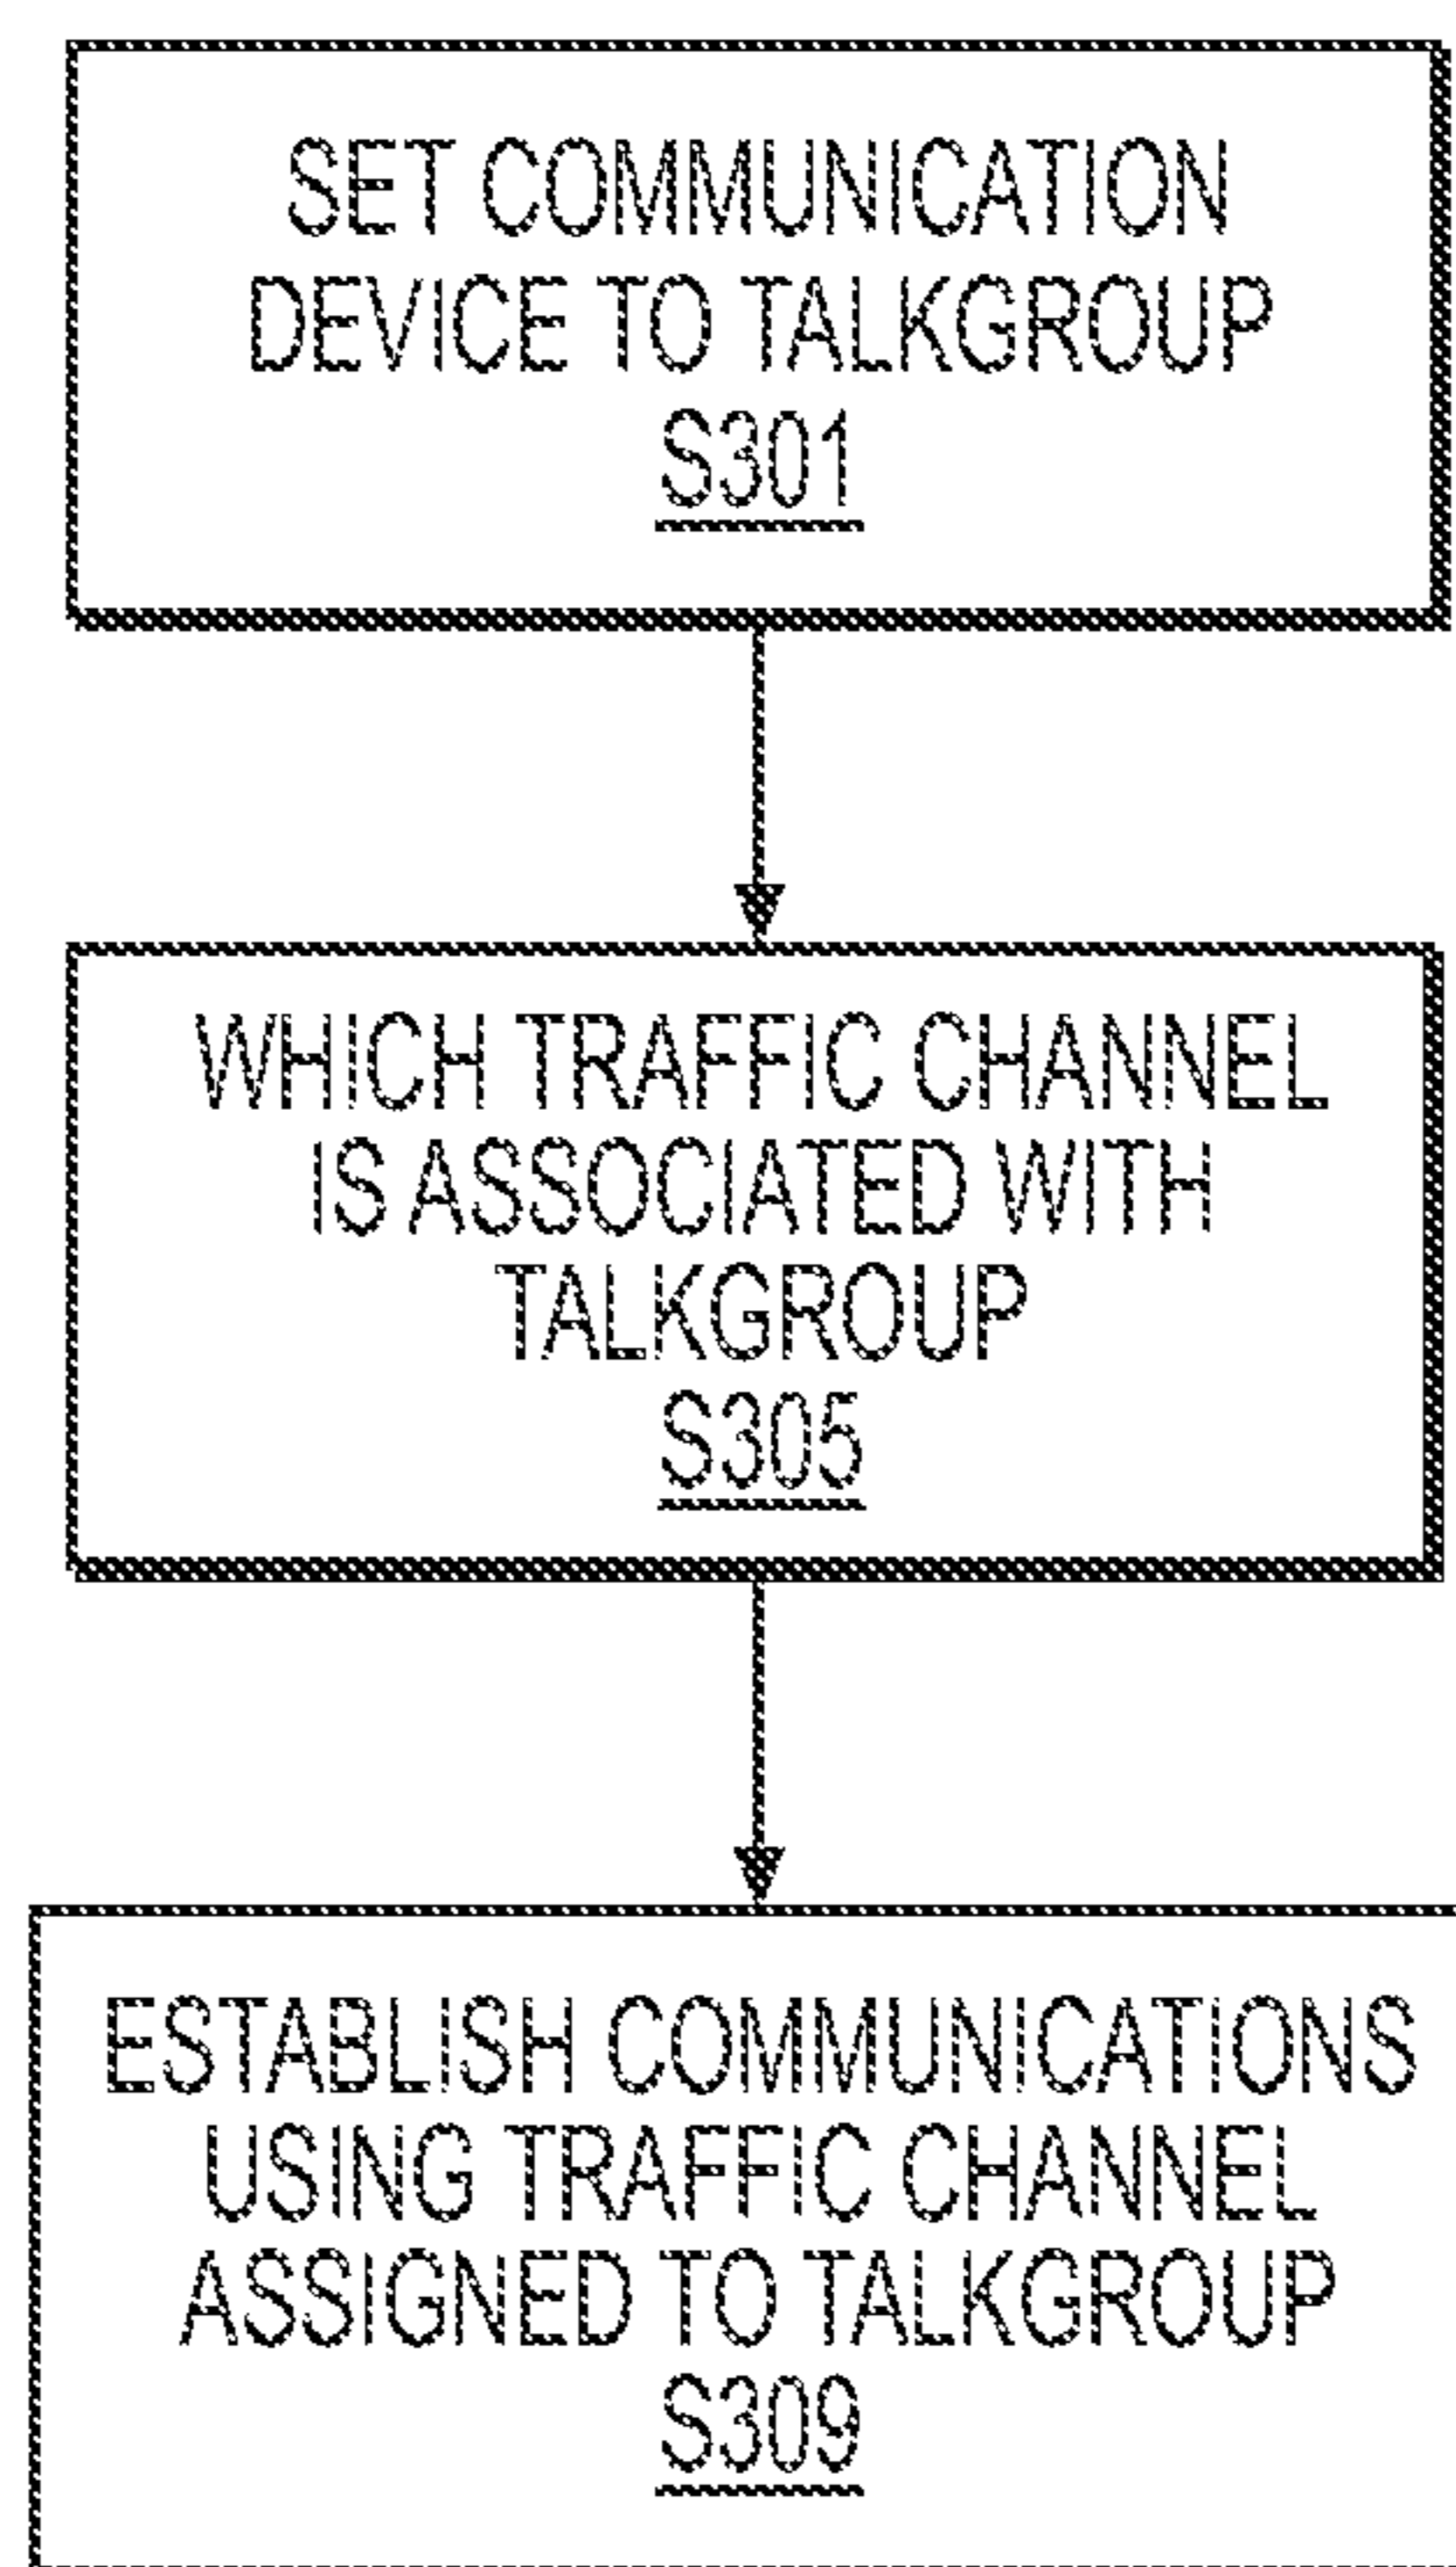 SET COMMUNICATION
DEVICE TO TALKGROUP
S301
WHICH TRAFFIC CHANNEL
IS ASSOCIATED WITH
TALKGROUP
S305
ESTABLISH COMMUNICATIONS
USING TRAFFIC CHANNEL
ASSIGNED TO TALKGROUP
S309